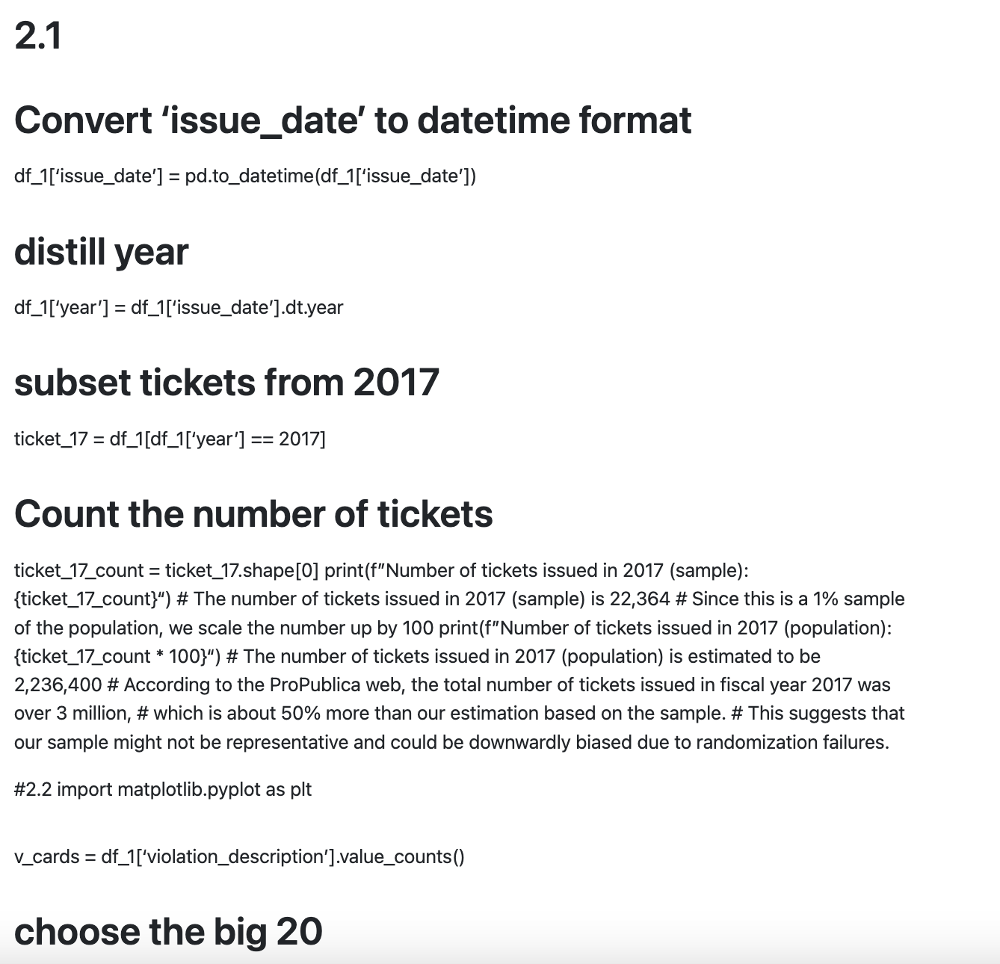 2.1
Convert ‘issue_date’ to datetime format
df_1[‘issue_date’] = pd.to_datetime(df_1[‘issue_date’])
distill year
df_1[‘year’] = df_1[‘issue_date’].dt.year
subset tickets from 2017
ticket_17 = df_1[df_1[‘year’] == 2017]
Count the number of tickets
ticket_17_count = ticket_17.shape[0] print(f”Number of tickets issued in 2017 (sample):
{ticket_17_count}“) # The number of tickets issued in 2017 (sample) is 22,364 # Since this is a 1% sample
of the population, we scale the number up by 100 print(f”Number of tickets issued in 2017 (population):
{ticket_17_count * 100}“) # The number of tickets issued in 2017 (population) is estimated to be
2,236,400 # According to the ProPublica web, the total number of tickets issued in fiscal year 2017 was
over 3 million, # which is about 50% more than our estimation based on the sample. # This suggests that
our sample might not be representative and could be downwardly biased due to randomization failures.
#2.2 import matplotlib.pyplot as plt
v_cards = df_1[‘violation_description’].value_counts()
choose the big 20